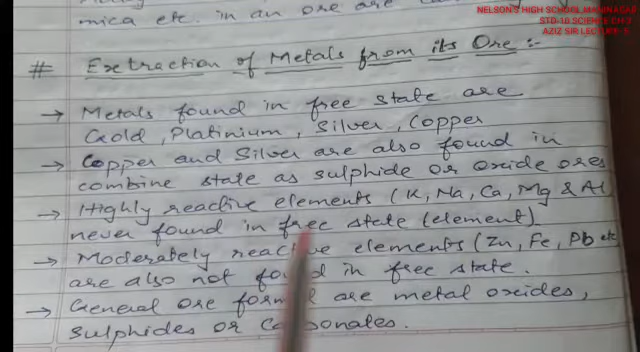 NELSON'S HIGH SCHOOL, MANINAGAR
STD-10 SCIENCE CH-3
AZIZ SIR LECTURE-5
mica etc. in an ore are
# Extraction of Metals from its Ore :-
→ Metals found in free state are
Gold, Platinium, Silver, Copper
→ Copper and Silver are also found in
combine state as sulphide or oxide ores
→ Highly reactive elements (K, Na, Ca, Mg & Al
never found in free state (element)
→ Moderately reactive elements (Zn, Fe, Pb etc
are also not found in free state.
→ General ore formed are metal oxides,
sulphides or carbonates.